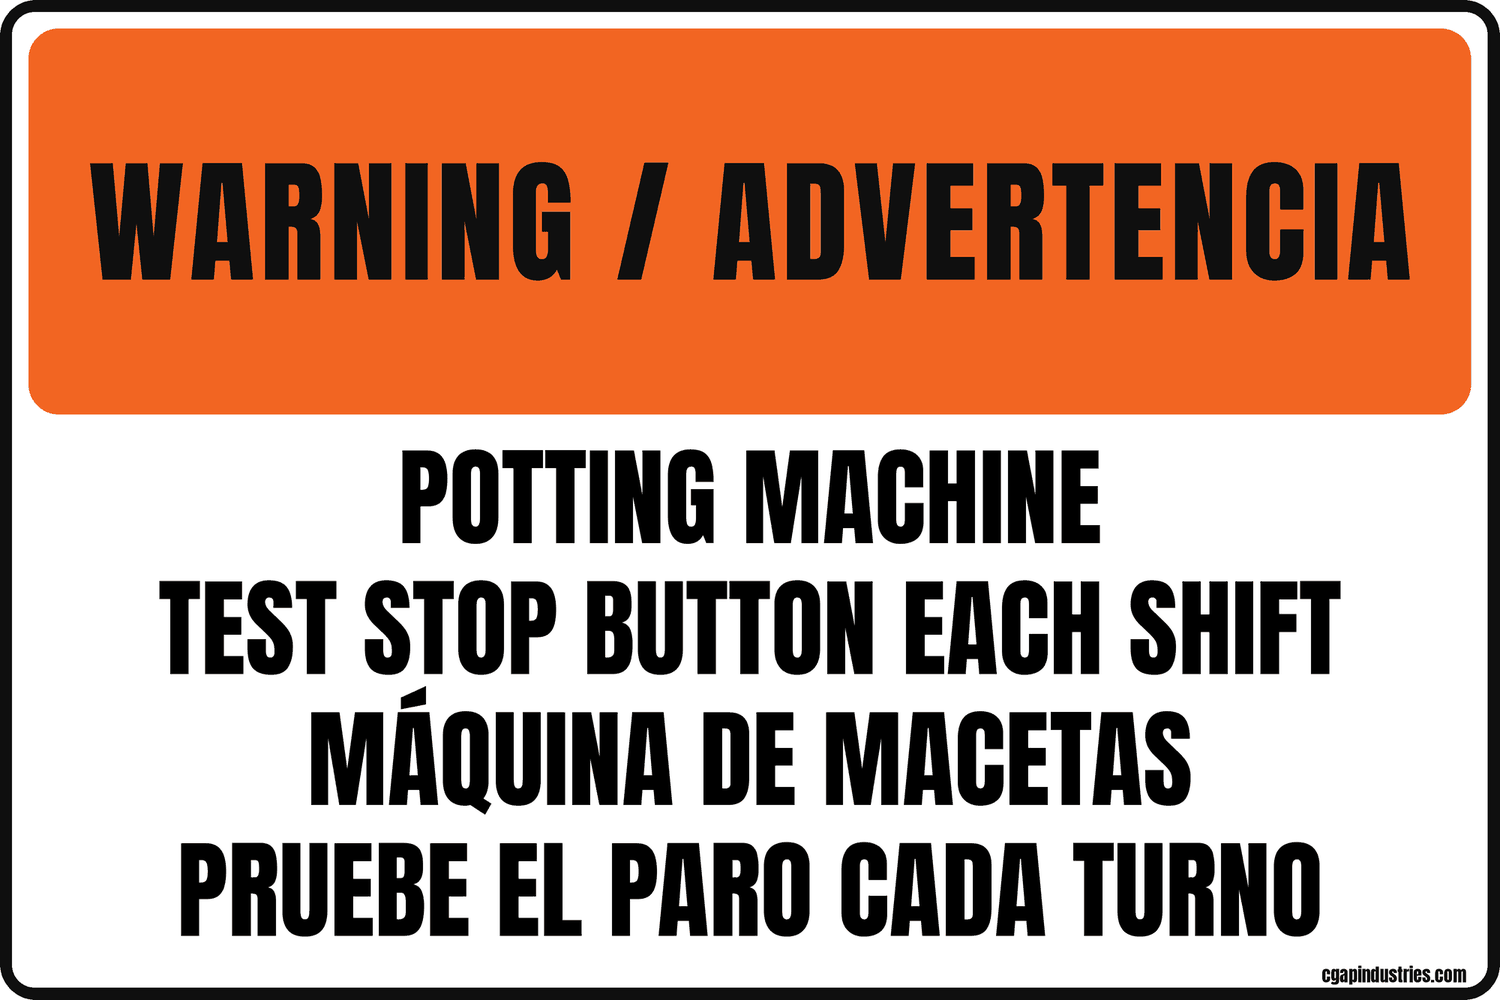 WARNING / ADVERTENCIA
POTTING MACHINE
TEST STOP BUTTON EACH SHIFT
MÁQUINA DE MACETAS
PRUEBE EL PARO CADA TURNO
cgapindustries.com